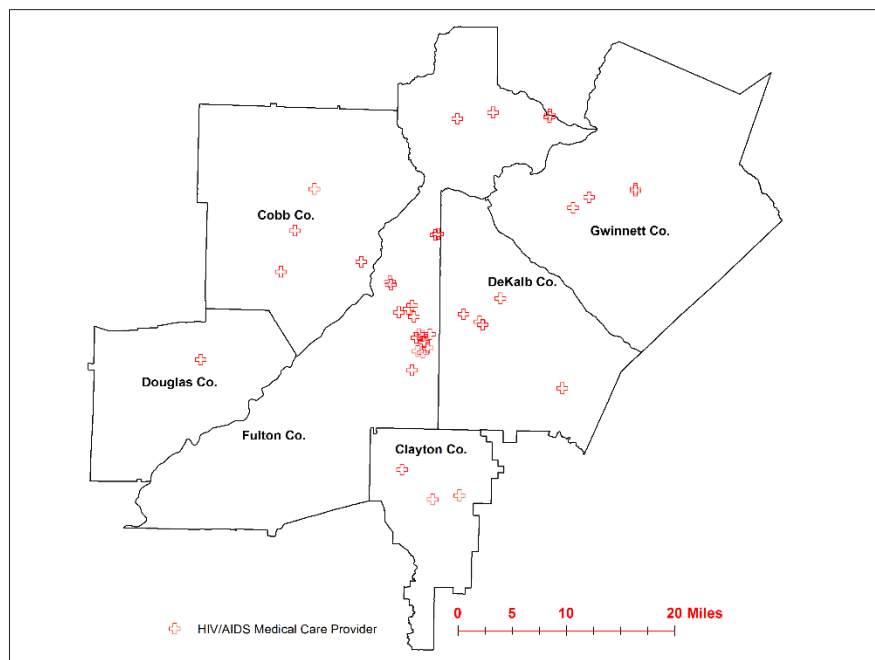 Cobb Co.
Gwinnett Co.
DeKalb Co.
Douglas Co.
Fulton Co.
Clayton Co.
HIV/AIDS Medical Care Provider
0 5 10 20 Miles